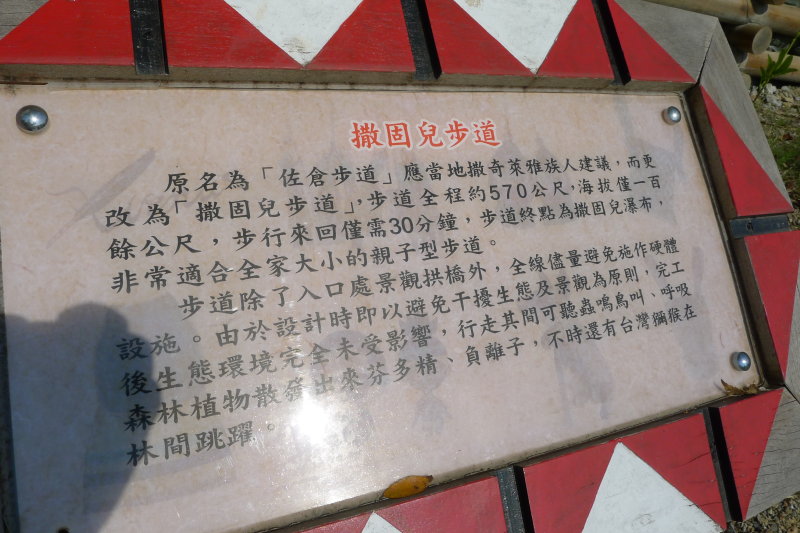 撒固兒步道
原名為「佐倉步道」應當地撒奇萊雅族人建議，而更
改為「撒固兒步道」，步道全程約570公尺，海拔僅一百
餘公尺，步行來回僅需30分鐘，步道終點為撒固兒瀑布，
非常適合全家大小的親子型步道。
步道除了入口處景觀拱橋外，全線儘量避免施作硬體
設施。由於設計時即以避免干擾生態及景觀為原則，完工
後生態環境完全未受影響，行走其間可聽蟲鳴鳥叫、呼吸
森林植物散發出來芬多精、負離子，不時還有台灣獼猴在
林間跳躍。